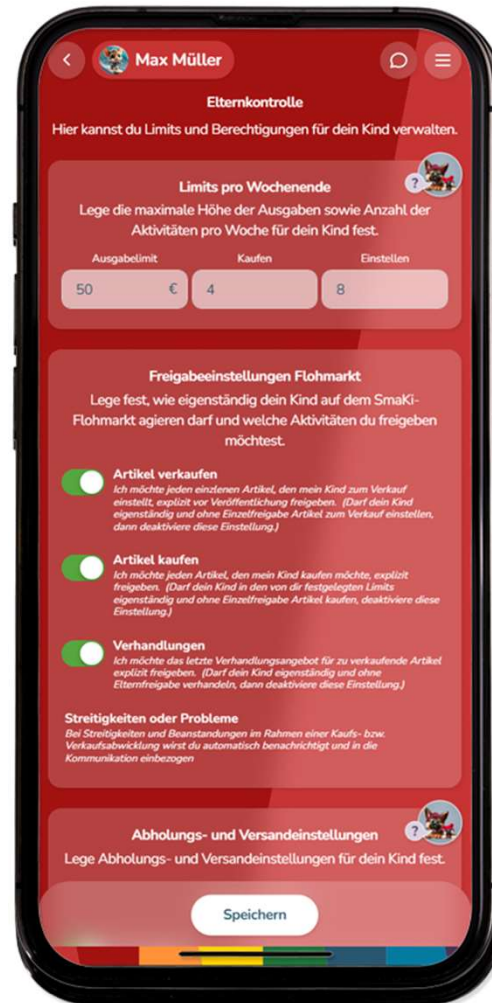 Max Müller
Elternkontrolle
Hier kannst du Limits und Berechtigungen für dein Kind verwalten.
?
Limits pro Wochenende
Lege die maximale Höhe der Ausgaben sowie Anzahl der
Aktivitäten pro Woche für dein Kind fest.
Ausgabelimit Kaufen Einstellen
50 € 4 8
Freigabeeinstellungen Flohmarkt
Lege fest, wie eigenständig dein Kind auf dem SmaKi-
Flohmarkt agieren darf und welche Aktivitäten du freigeben
möchtest.
Artikel verkaufen
Ich möchte jeden einzlenen Artikel, den mein Kind zum Verkauf
einstellt, explizit vor Veröffentlichung freigeben. (Darf dein Kind
eigenständig und ohne Einzelfreigabe Artikel zum Verkauf einstellen,
dann deaktiviere diese Einstellung.)
Artikel kaufen
Ich möchte jeden Artikel, den mein Kind kaufen möchte, explizit
freigeben. (Darf dein Kind in den von dir festgelegten Limits
eigenständig und ohne Einzelfreigabe Artikel kaufen, deaktiviere diese
Einstellung.)
Verhandlungen
Ich möchte das letzte Verhandlungsangebot für zu verkaufende Artikel
explizit freigeben. (Darf dein Kind eigenständig und ohne
Elternfreigabe verhandeln, dann deaktiviere diese Einstellung.)
Streitigkeiten oder Probleme
Bei Streitigkeiten und Beanstandungen im Rahmen einer Kaufs- bzw.
Verkaufsabwicklung wirst du automatisch benachrichtigt und in die
Kommunikation einbezogen
?
Abholungs- und Versandeinstellungen
Lege Abholungs- und Versandeinstellungen für dein Kind fest.
Speichern